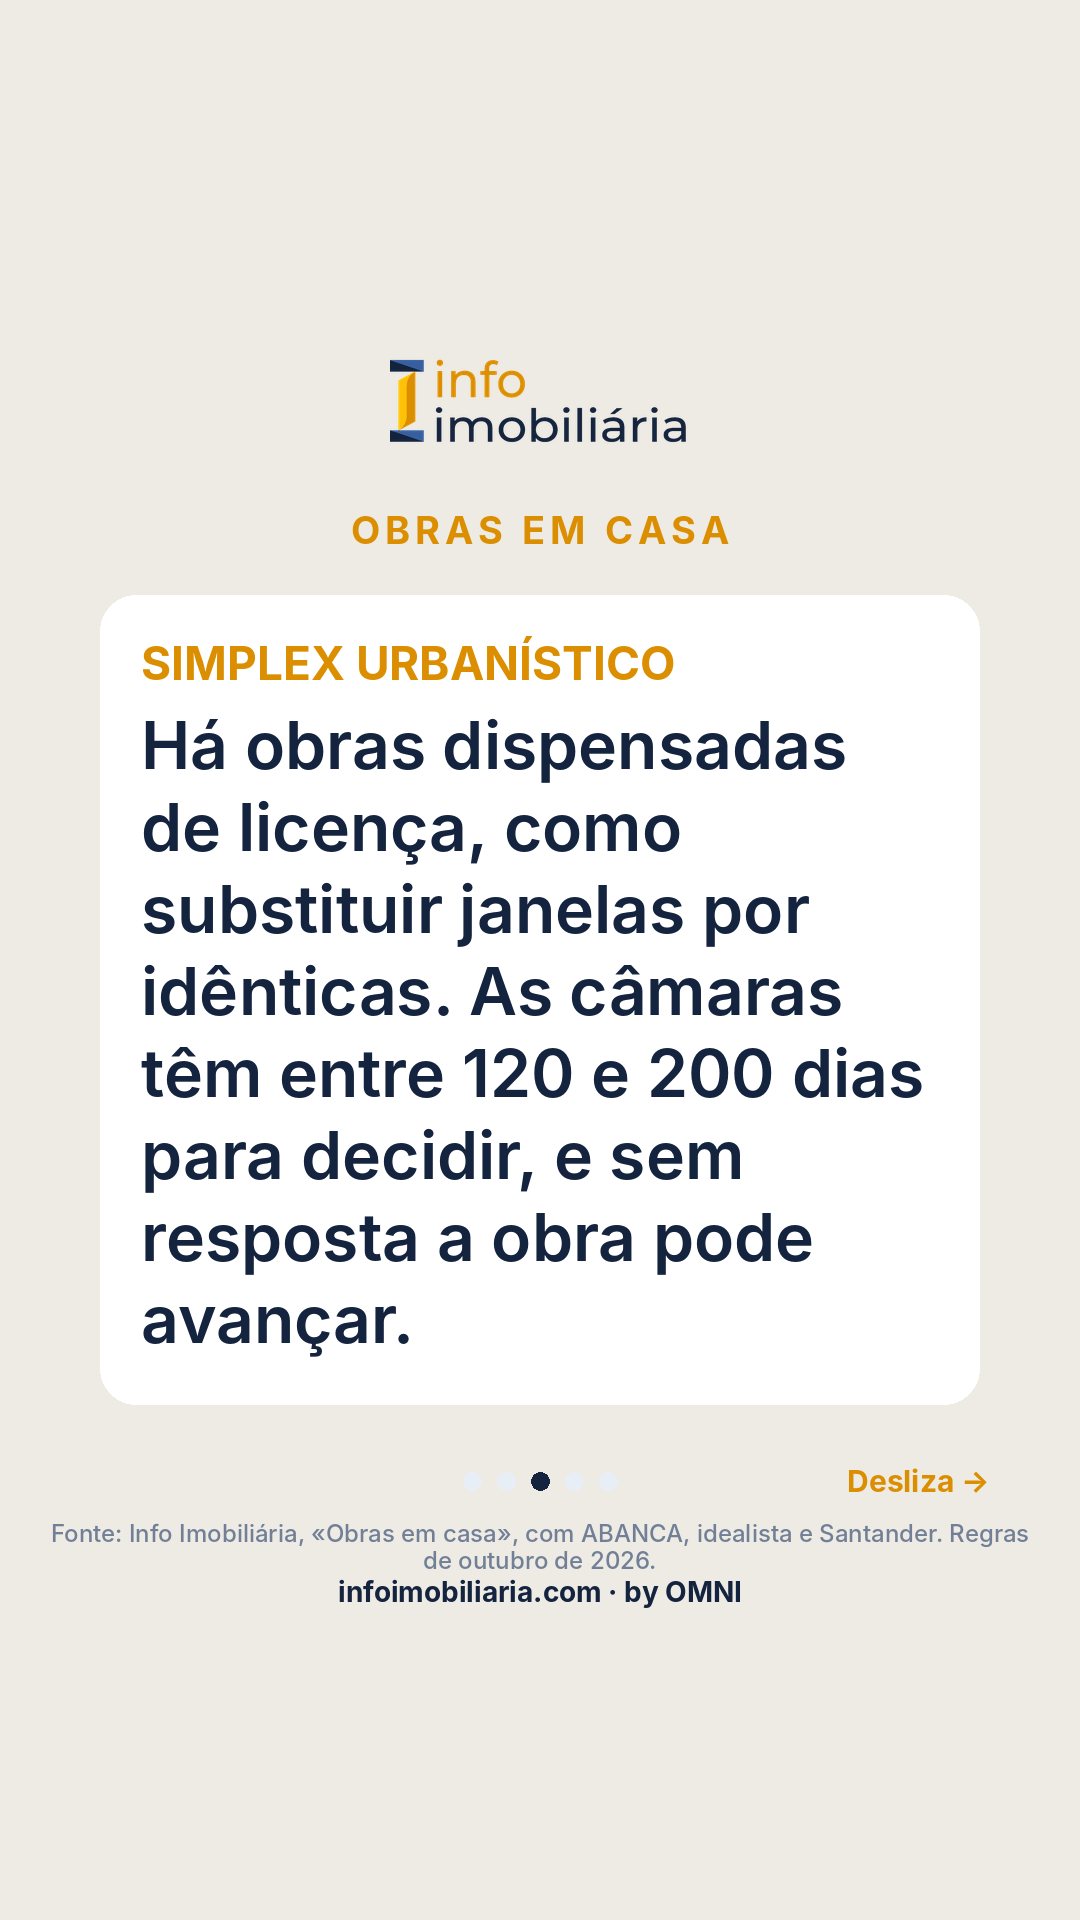 info
imobiliária
OBRAS EM CASA
SIMPLEX URBANÍSTICO
Há obras dispensadas
de licença, como
substituir janelas por
idênticas. As câmaras
têm entre 120 e 200 dias
para decidir, e sem
resposta a obra pode
avançar.
Desliza →
Fonte: Info Imobiliária, «Obras em casa», com ABANCA, idealista e Santander. Regras
de outubro de 2026.
infoimobiliaria.com · by OMNI